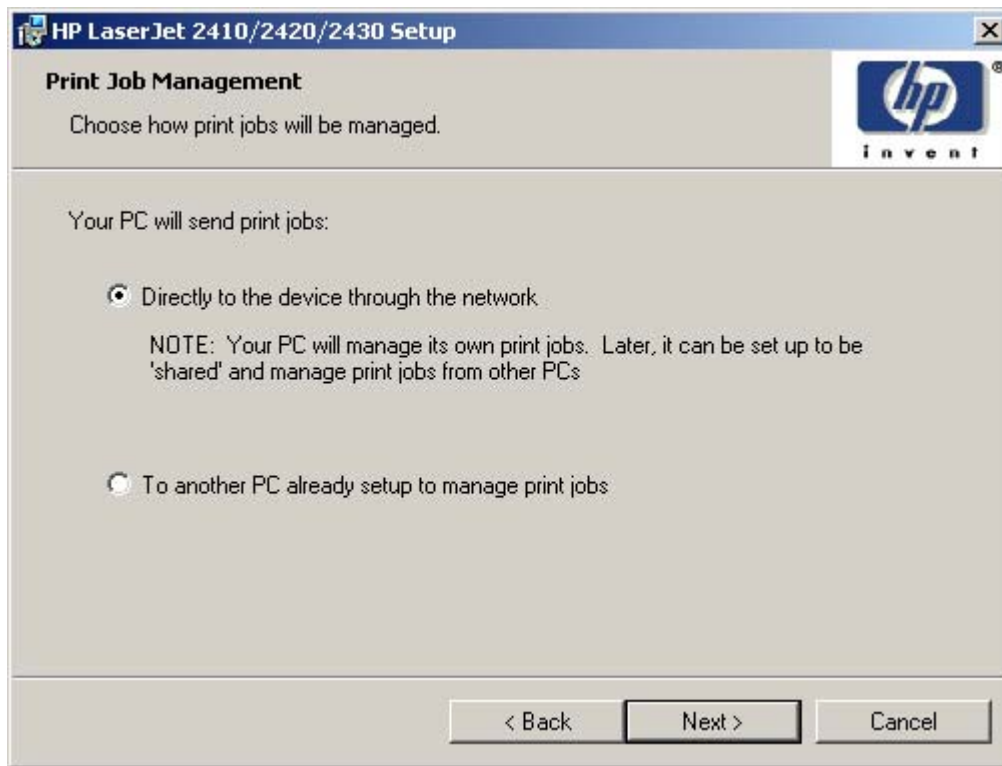 HP LaserJet 2410/2420/2430 Setup
Print Job Management
Choose how print jobs will be managed.
hp
®
invent
Your PC will send print jobs:
Directly to the device through the network
NOTE: Your PC will manage its own print jobs. Later, it can be set up to be
'shared' and manage print jobs from other PCs
To another PC already setup to manage print jobs
< Back
Next >
Cancel